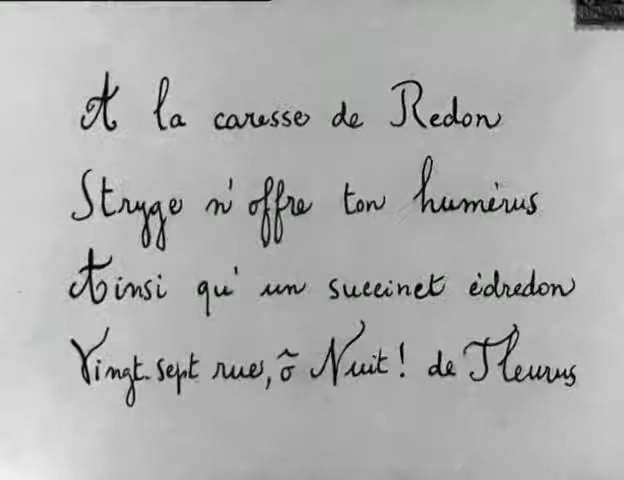 A la caresse de Redon
Stryge n'offre ton humérus
Ainsi qu'un succinct édredon
Vingt-sept rue, ô Nuit! de Fleurus